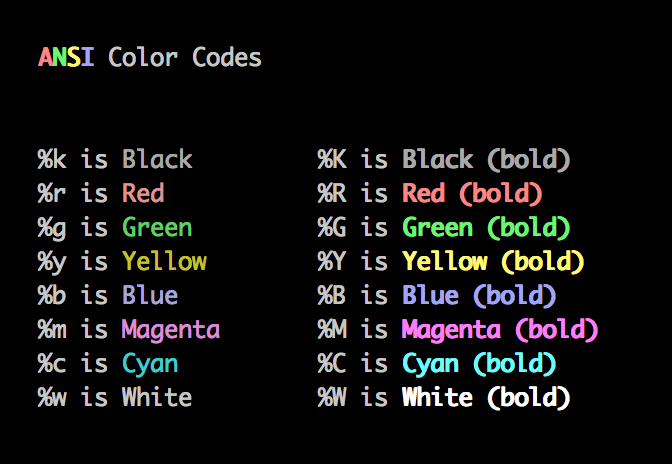 ANSI Color Codes
%k is Black %K is Black (bold)
%r is Red %R is Red (bold)
%g is Green %G is Green (bold)
%y is Yellow %Y is Yellow (bold)
%b is Blue %B is Blue (bold)
%m is Magenta %M is Magenta (bold)
%c is Cyan %C is Cyan (bold)
%w is White %W is White (bold)